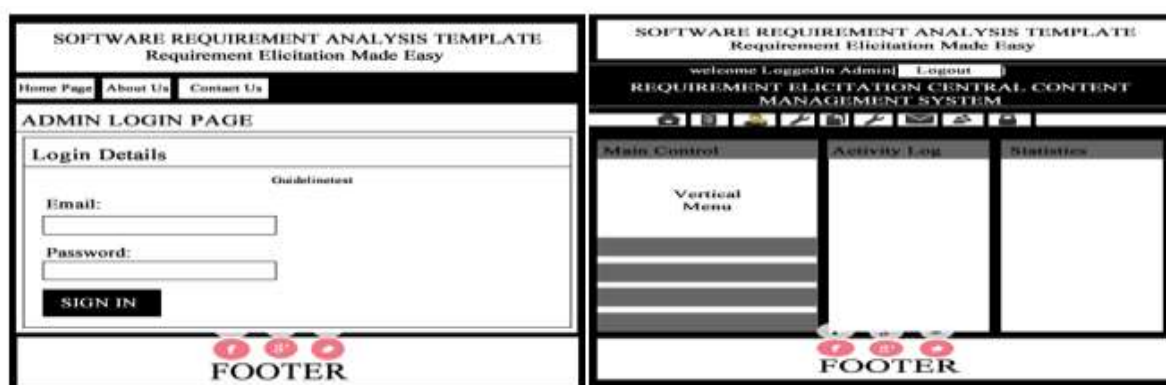 SOFTWARE REQUIREMENT ANALYSIS TEMPLATE
Requirement Elicitation Made Easy
Home Page About Us Contact Us
ADMIN LOGIN PAGE
Login Details
Guidelinetext
Email:
Password:
SIGN IN
FOOTER
SOFTWARE REQUIREMENT ANALYSIS TEMPLATE
Requirement Elicitation Made Easy
welcome LoggedIn Admin[ Logout ]
REQUIREMENT ELICITATION CENTRAL CONTENT
MANAGEMENT SYSTEM
Main Control Activity Log Statistics
Vertical
Menu
FOOTER